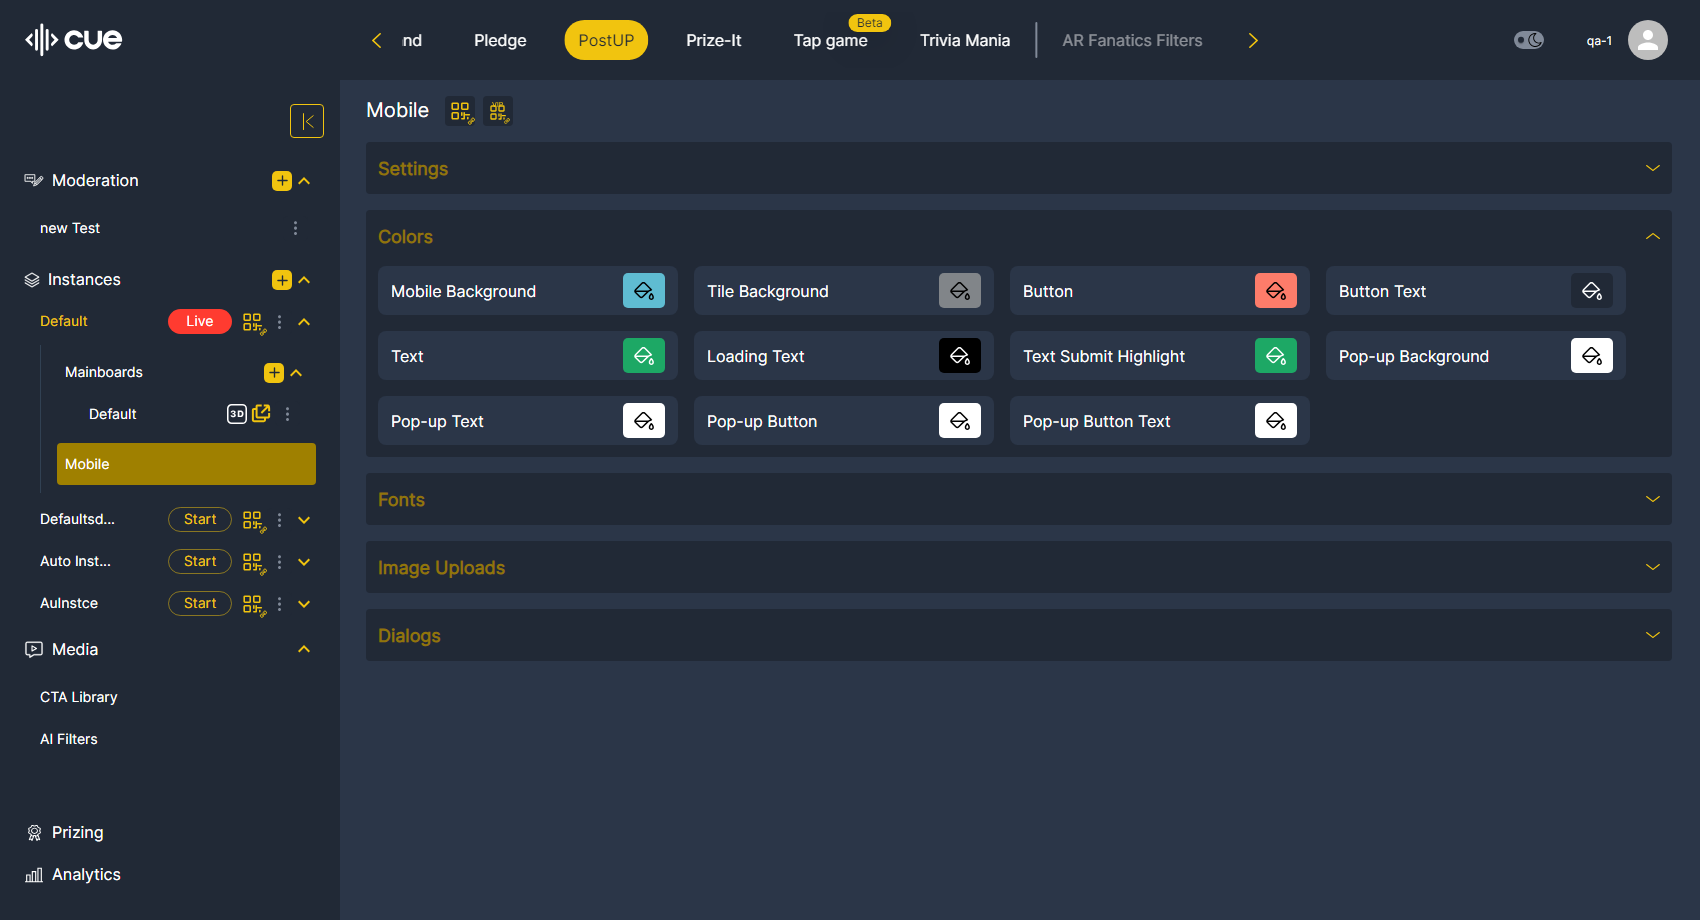 cue
nd
Pledge
PostUP
Prize-It
Tap game
Beta
Trivia Mania
AR Fanatics Filters
qa-1
Mobile
VIP
Moderation
new Test
Instances
Default
Live
Mainboards
Default
3D
Mobile
Defaultsd...
Start
Auto Inst...
Start
AuInstce
Start
Media
CTA Library
AI Filters
Prizing
Analytics
Settings
Colors
Mobile Background
Tile Background
Button
Button Text
Text
Loading Text
Text Submit Highlight
Pop-up Background
Pop-up Text
Pop-up Button
Pop-up Button Text
Fonts
Image Uploads
Dialogs